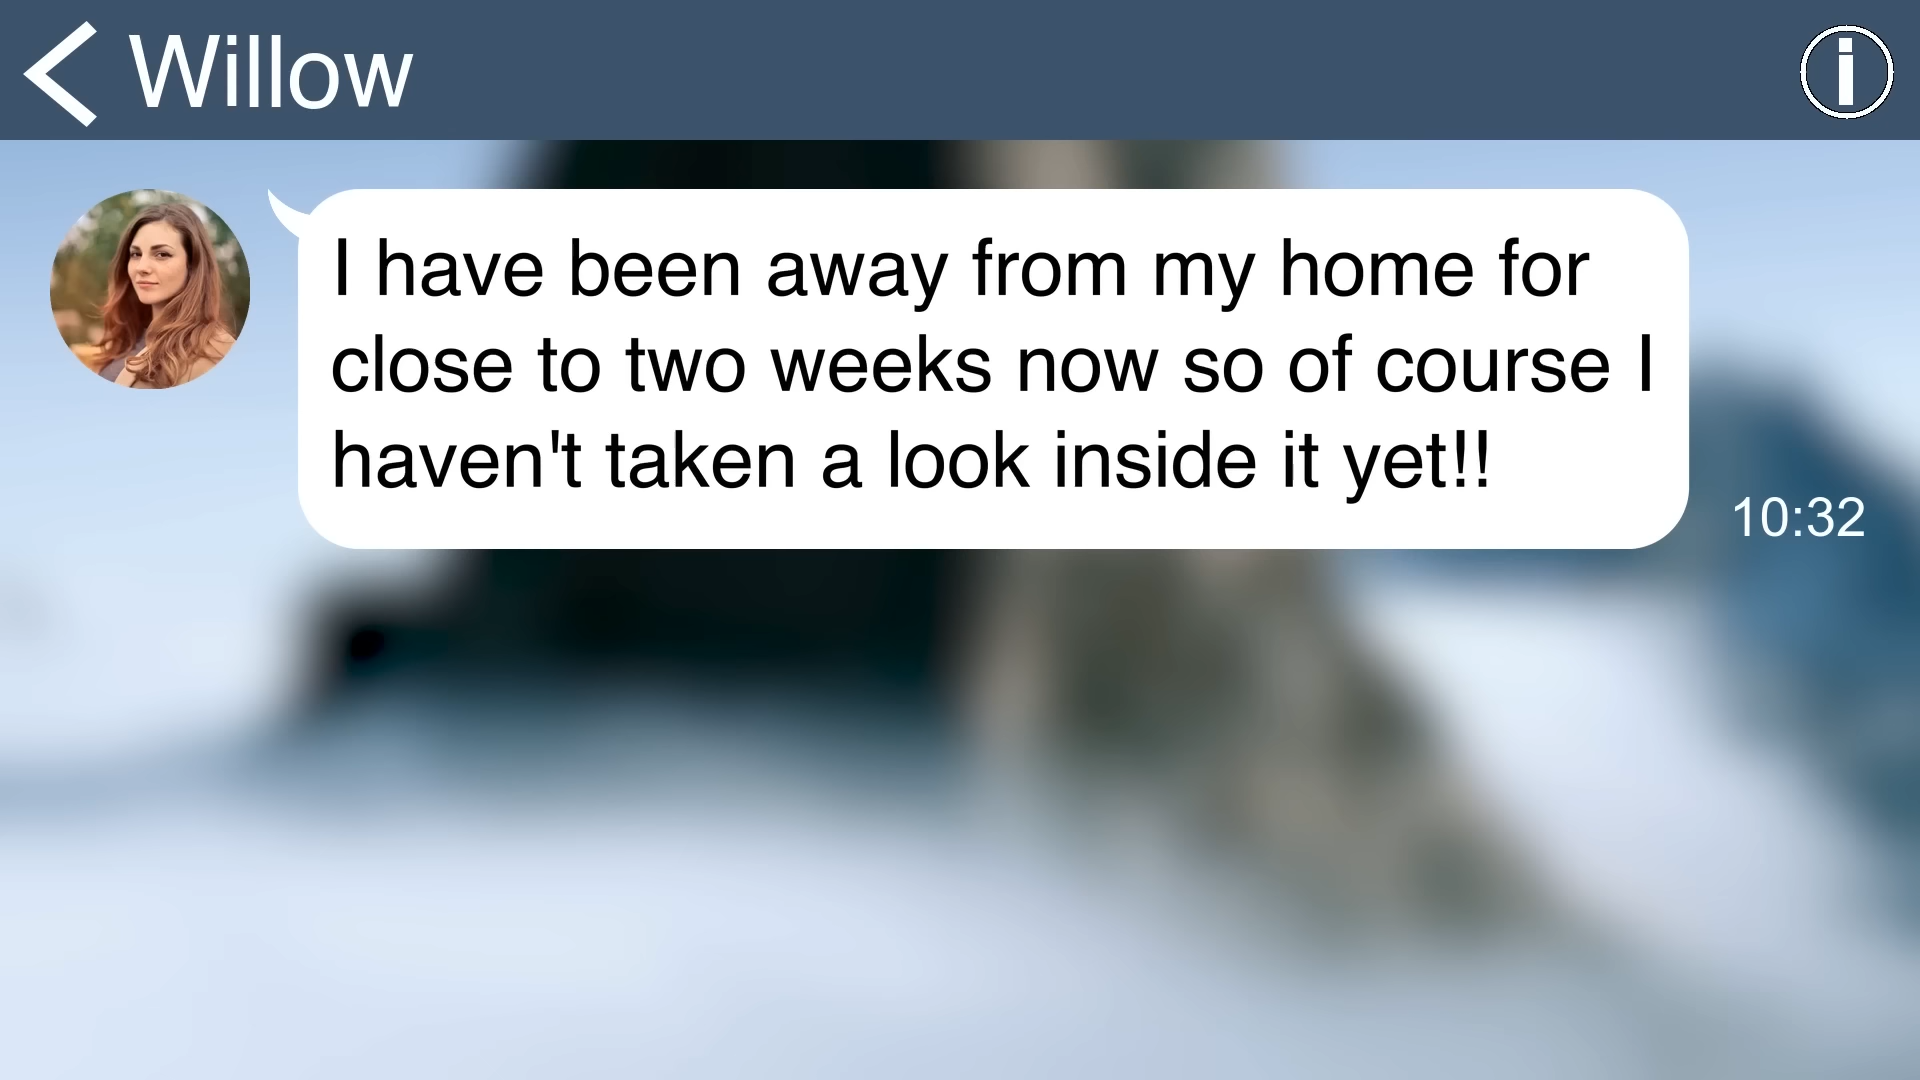 Willow
I have been away from my home for
close to two weeks now so of course I
haven't taken a look inside it yet!!
10:32